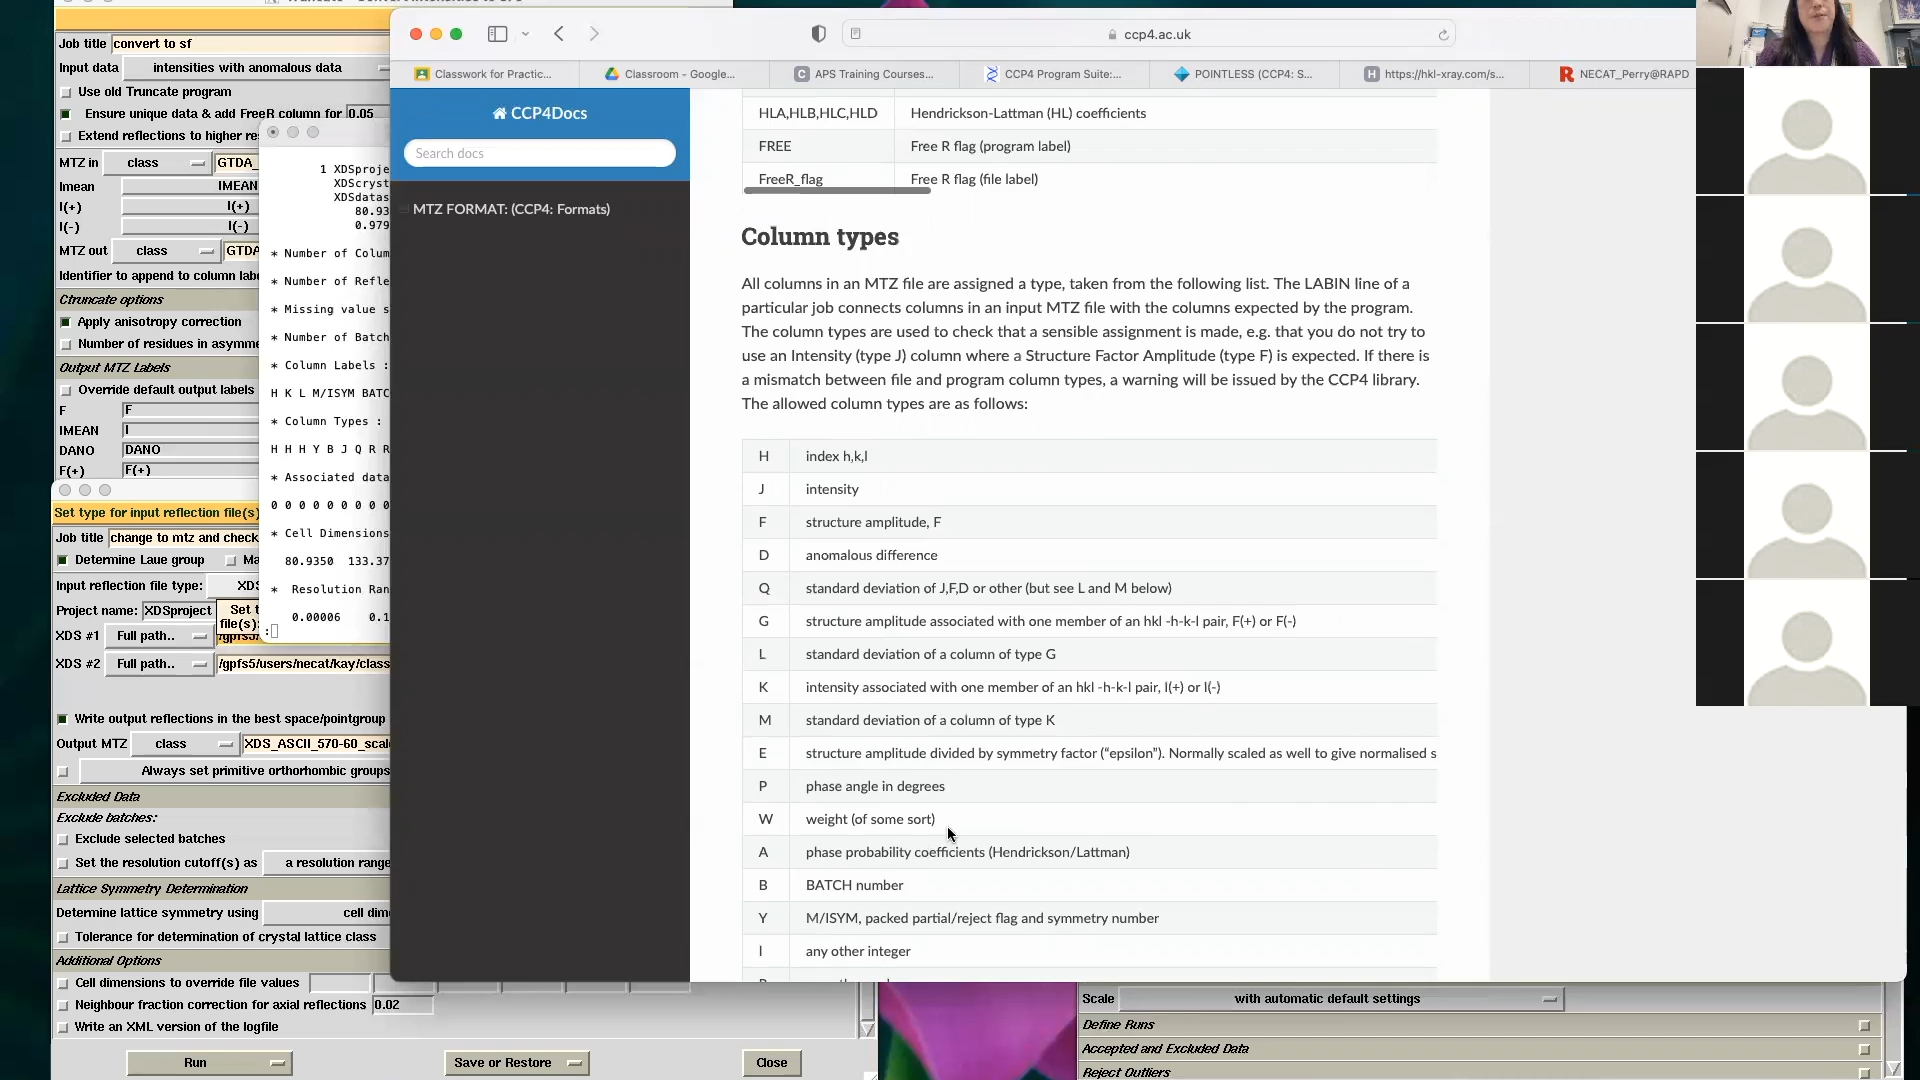 Job title convert to sf
Input data intensities with anomalous data
Use old Truncate program
Ensure unique data & add FreeR column for 0.05
Extend reflections to higher re
MTZ in class GTDA_
Imean IMEAN
I(+) I(+)
I(-) I(-)
MTZ out class GTDA
Identifier to append to column labe
Ctruncate options
Apply anisotropy correction
Number of residues in asymme
Output MTZ Labels
Override default output labels
F F
IMEAN I
DANO DANO
F(+) F(+)
1 XDSproje
XDScryst
XDSdatas
80.93
0.979
* Number of Colum
* Number of Refle
* Missing value s
* Number of Batch
* Column Labels :
H K L M/ISYM BATC
* Column Types :
H H H Y B J Q R R
* Associated data
0 0 0 0 0 0 0 0 0
* Cell Dimensions
80.9350 133.37
* Resolution Ran
0.00006 0.1
:
Set type for input reflection file(s)
Job title change to mtz and check
Determine Laue group Ma
Input reflection file type: XDS
Project name: XDSproject
Set t
file(s):
XDS #1 Full path.. /gpfs5/
XDS #2 Full path.. /gpfs5/users/necat/kay/class
Write output reflections in the best space/pointgroup
Output MTZ class XDS_ASCII_570-60_scal
Always set primitive orthorhombic groups
Excluded Data
Exclude batches:
Exclude selected batches
Set the resolution cutoff(s) as a resolution range
Lattice Symmetry Determination
Determine lattice symmetry using cell dim
Tolerance for determination of crystal lattice class
Additional Options
Cell dimensions to override file values
Neighbour fraction correction for axial reflections 0.02
Write an XML version of the logfile
Run Save or Restore Close
ccp4.ac.uk
Classwork for Practic...
Classroom - Google...
APS Training Courses...
CCP4 Program Suite:...
POINTLESS (CCP4: S...
https://hkl-xray.com/s...
NECAT_Perry@RAPD
CCP4Docs
Search docs
MTZ FORMAT: (CCP4: Formats)
HLA,HLB,HLC,HLD Hendrickson-Lattman (HL) coefficients
FREE Free R flag (program label)
FreeR_flag Free R flag (file label)
Column types
All columns in an MTZ file are assigned a type, taken from the following list. The LABIN line of a
particular job connects columns in an input MTZ file with the columns expected by the program.
The column types are used to check that a sensible assignment is made, e.g. that you do not try to
use an Intensity (type J) column where a Structure Factor Amplitude (type F) is expected. If there is
a mismatch between file and program column types, a warning will be issued by the CCP4 library.
The allowed column types are as follows:
H index h,k,l
J intensity
F structure amplitude, F
D anomalous difference
Q standard deviation of J,F,D or other (but see L and M below)
G structure amplitude associated with one member of an hkl -h-k-l pair, F(+) or F(-)
L standard deviation of a column of type G
K intensity associated with one member of an hkl -h-k-l pair, I(+) or I(-)
M standard deviation of a column of type K
E structure amplitude divided by symmetry factor (“epsilon”). Normally scaled as well to give normalised s
P phase angle in degrees
W weight (of some sort)
A phase probability coefficients (Hendrickson/Lattman)
B BATCH number
Y M/ISYM, packed partial/reject flag and symmetry number
I any other integer
Scale with automatic default settings
Define Runs
Accepted and Excluded Data
Reject Outliers